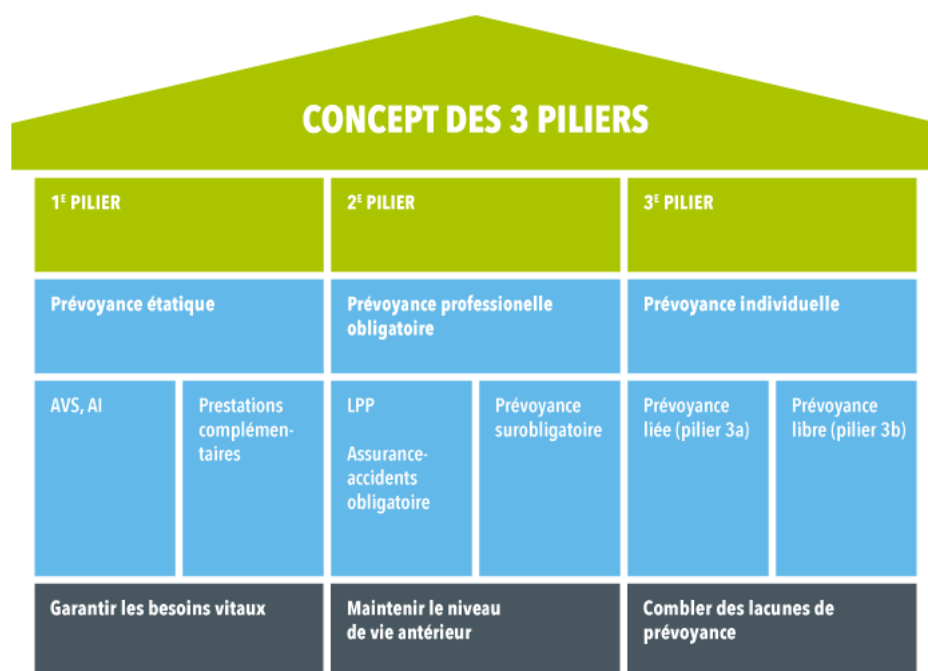 CONCEPT DES 3 PILIERS
1E PILIER
2E PILIER
3E PILIER
Prévoyance étatique
Prévoyance professionelle
obligatoire
Prévoyance individuelle
AVS, AI
Prestations
complémen-
taires
LPP
Assurance-
accidents
obligatoire
Prévoyance
surobligatoire
Prévoyance
liée (pilier 3a)
Prévoyance
libre (pilier 3b)
Garantir les besoins vitaux
Maintenir le niveau
de vie antérieur
Combler des lacunes de
prévoyance